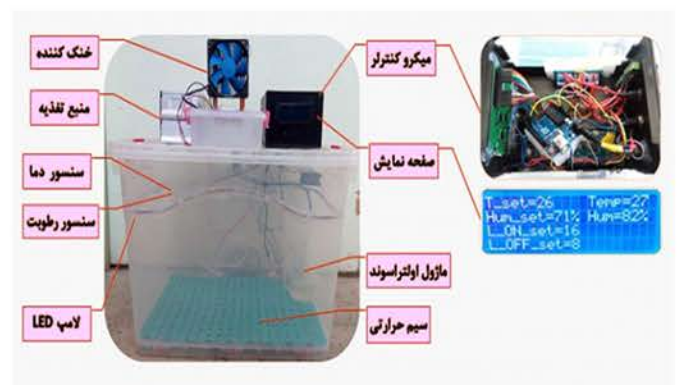 خنک کننده
منبع تغذیه
سنسور دما
سنسور رطوبت
لامپ LED
میکرو کنترلر
صفحه نمایش
ماژول اولتراسوند
سیم حرارتی
T_set=26 Temp=27
Hum_set=71% Hum=82%
L_ON_set=16
L_OFF_set=8